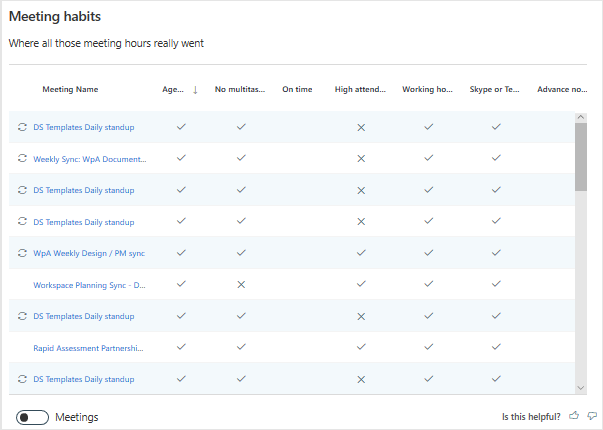 Meeting habits
Where all those meeting hours really went
Meeting Name Age... ↓ No multitas... On time High attend... Working ho... Skype or Te... Advance no...
DS Templates Daily standup
Weekly Sync: WpA Document...
DS Templates Daily standup
DS Templates Daily standup
WpA Weekly Design / PM sync
Workspace Planning Sync - D...
DS Templates Daily standup
Rapid Assessment Partnershi...
DS Templates Daily standup
Meetings Is this helpful?